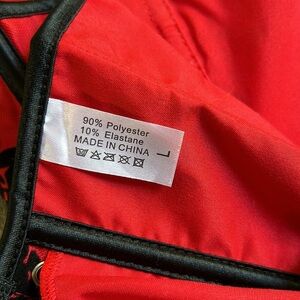 90% Polyester
10% Elastane
MADE IN CHINA
L